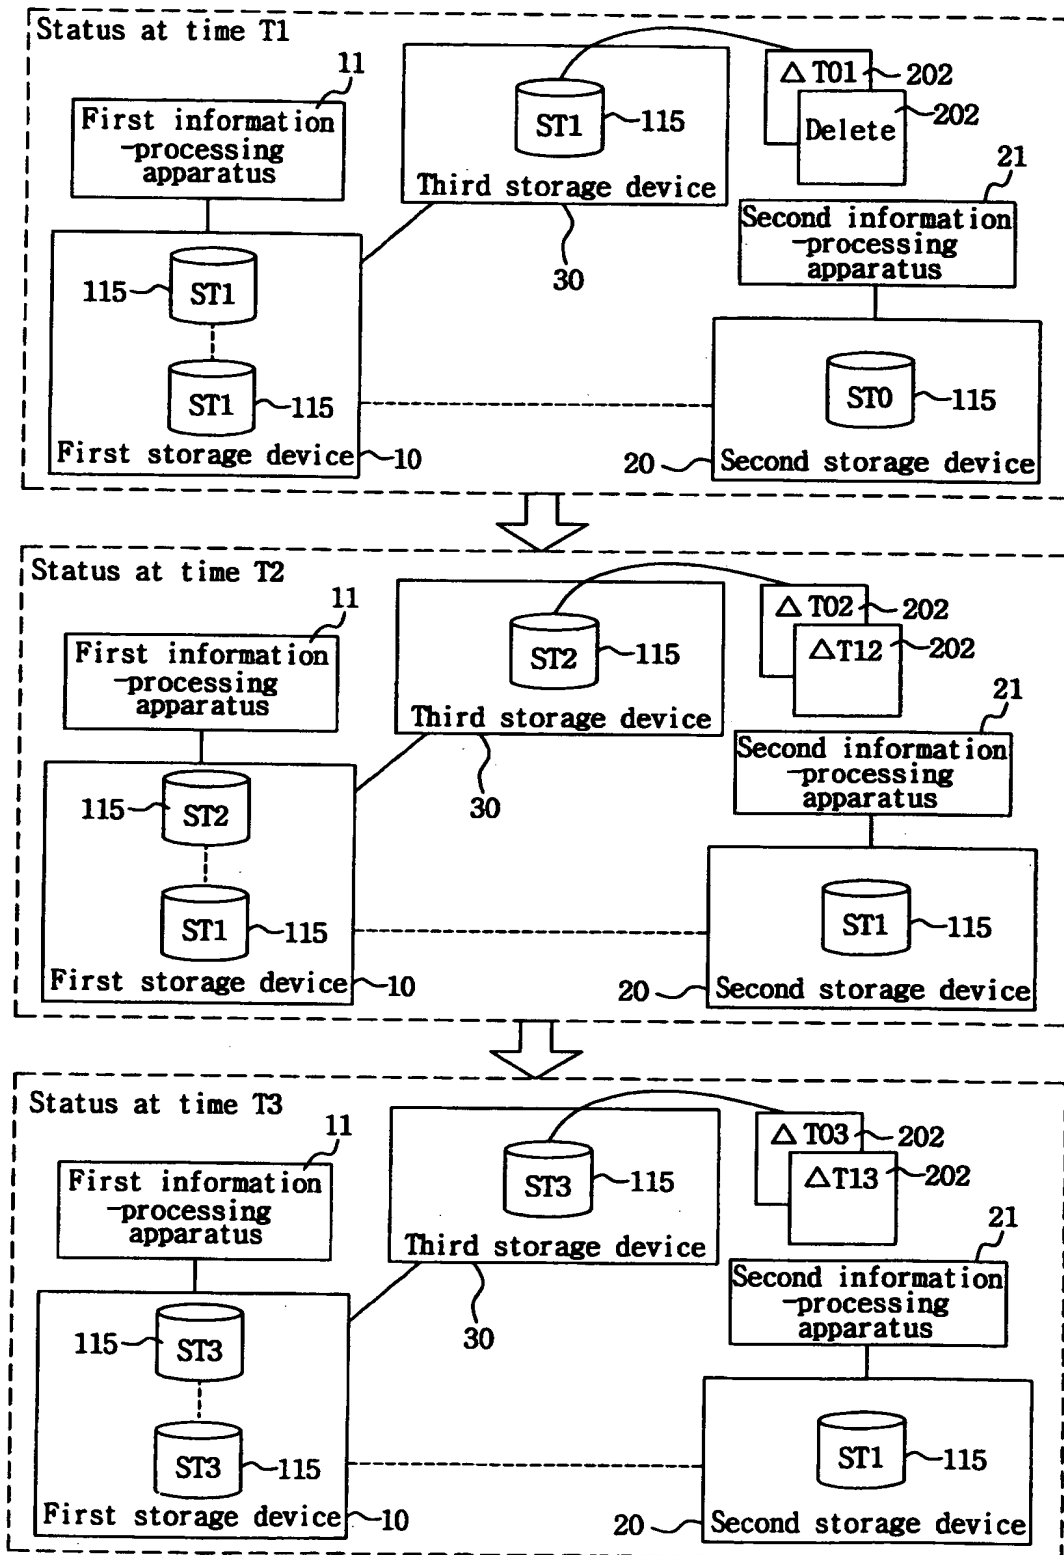 Status at time T1
11
First information
-processing
apparatus
ST1
115
Third storage device
30
△ T01
202
Delete
202
21
Second information
-processing
apparatus
115
ST1
ST1
115
First storage device
10
ST0
115
20
Second storage device
Status at time T2
11
First information
-processing
apparatus
ST2
115
Third storage device
30
△ T02
202
△T12
202
21
Second information
-processing
apparatus
115
ST2
ST1
115
First storage device
10
ST1
115
20
Second storage device
Status at time T3
11
First information
-processing
apparatus
ST3
115
Third storage device
30
△ T03
202
△T13
202
21
Second information
-processing
apparatus
115
ST3
ST3
115
First storage device
10
ST1
115
20
Second storage device